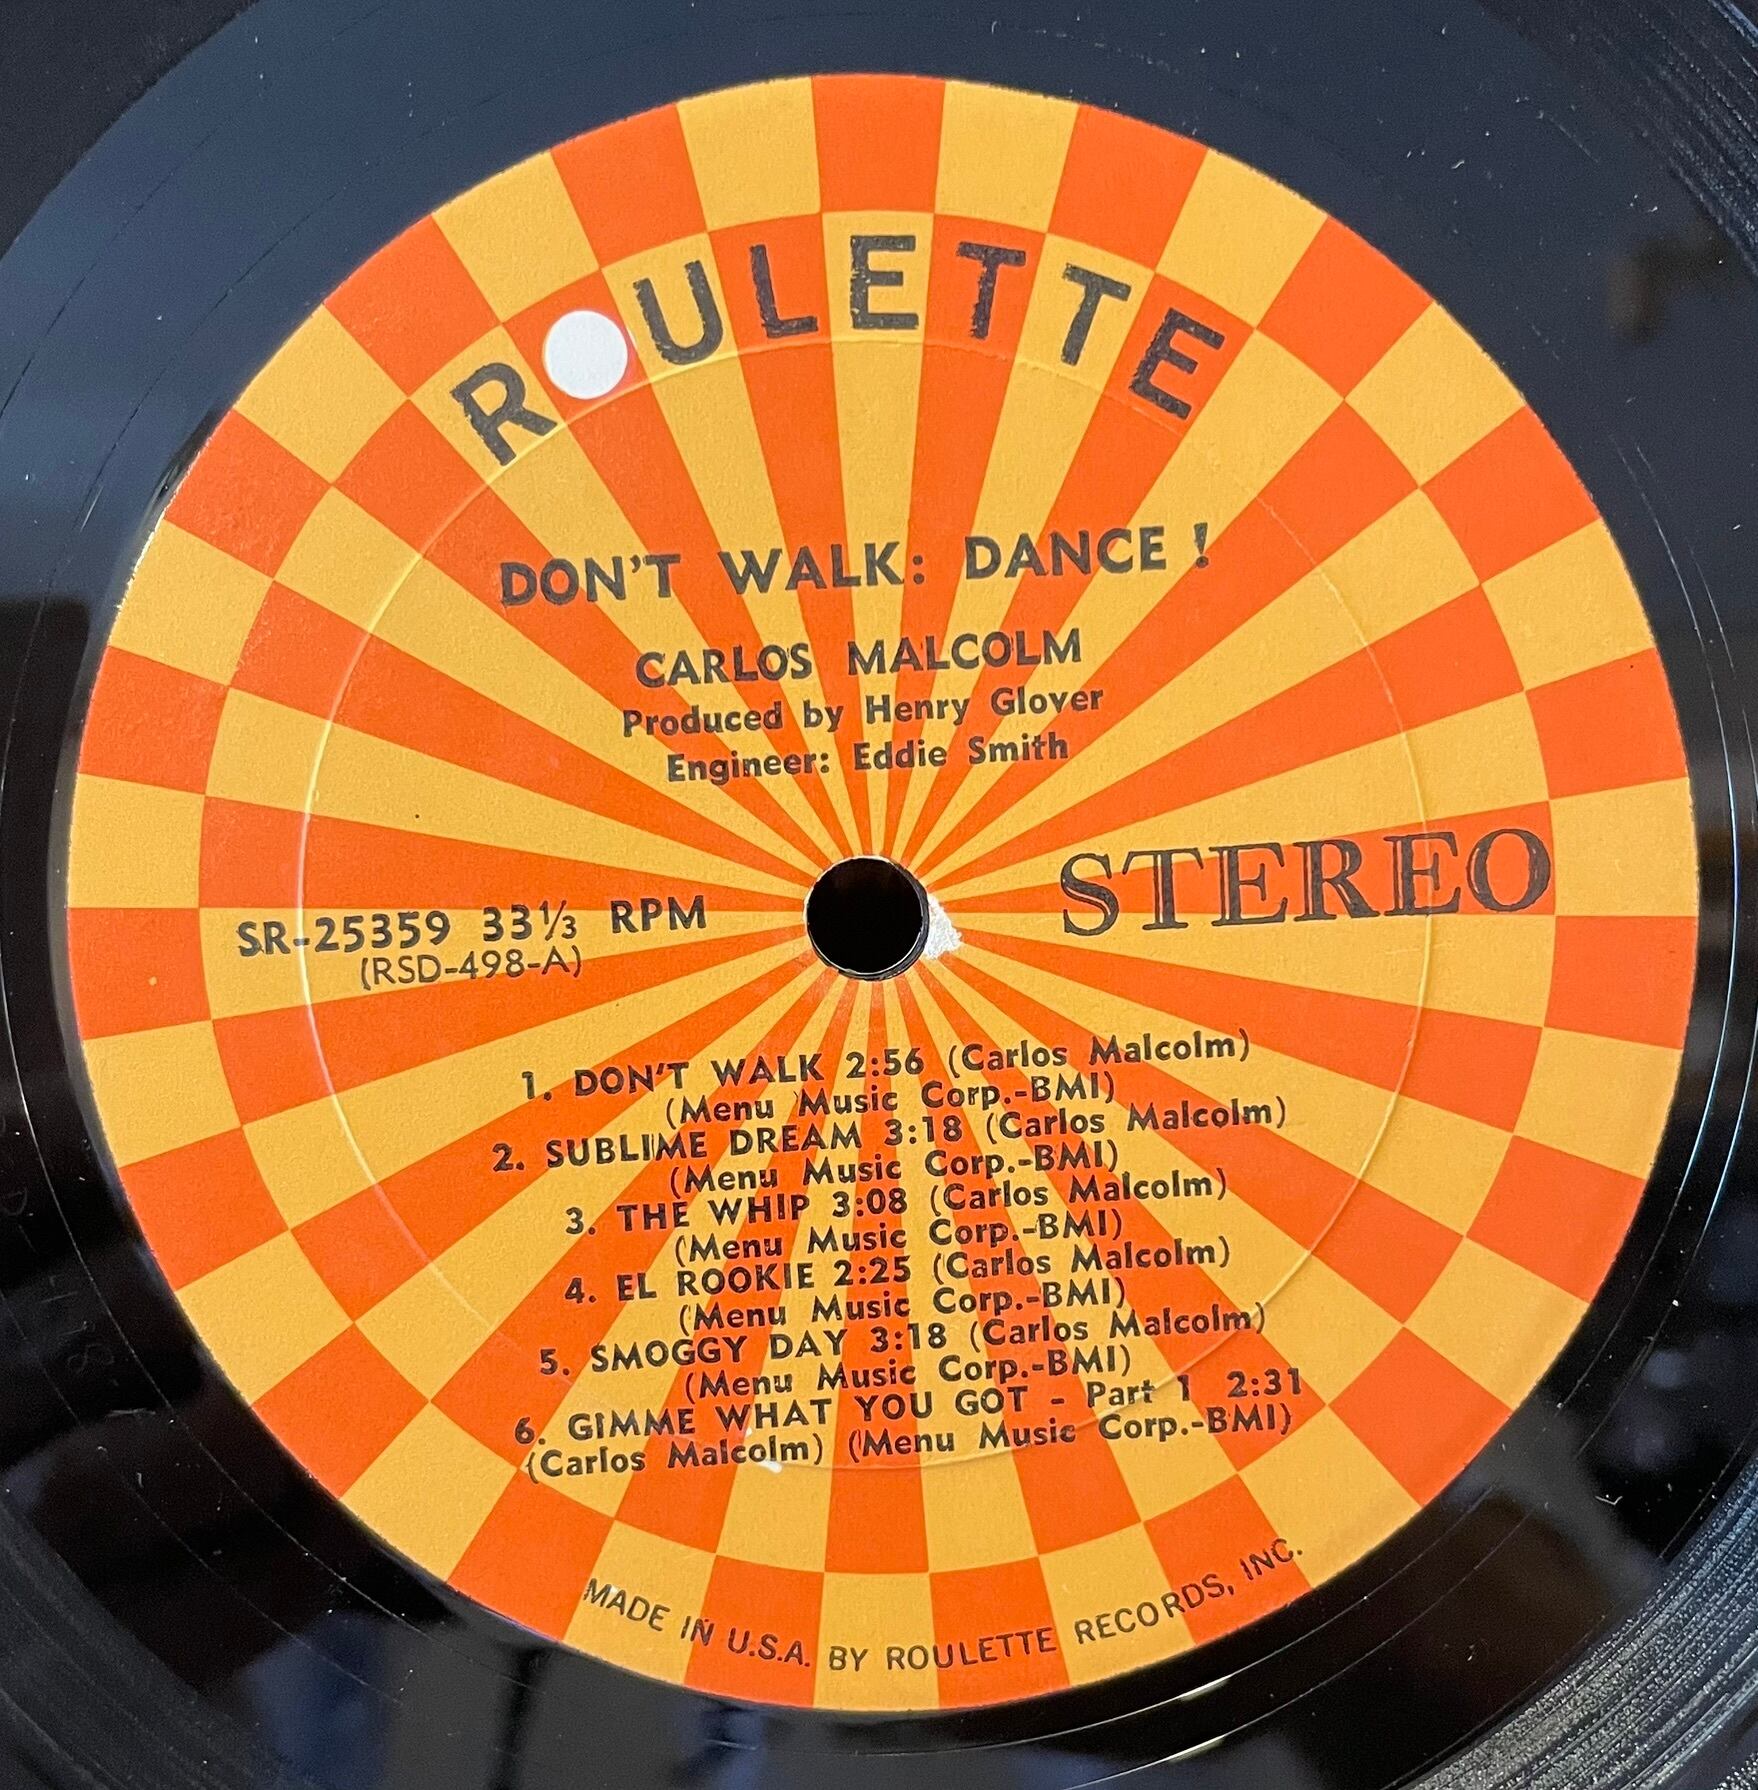 ROULETTE
DON'T WALK: DANCE!
CARLOS MALCOLM
Produced by Henry Glover
Engineer: Eddie Smith
STEREO
SR-25359 33⅓ RPM
(RSD-498-A)
1. DON'T WALK 2:56 (Carlos Malcolm)
(Menu Music Corp.-BMI)
2. SUBLIME DREAM 3:18 (Carlos Malcolm)
(Menu Music Corp.-BMI)
3. THE WHIP 3:08 (Carlos Malcolm)
(Menu Music Corp.-BMI)
4. EL ROOKIE 2:25 (Carlos Malcolm)
(Menu Music Corp.-BMI)
5. SMOGGY DAY 3:18 (Carlos Malcolm)
(Menu Music Corp.-BMI)
6. GIMME WHAT YOU GOT - Part 1 2:31
(Carlos Malcolm) (Menu Music Corp.-BMI)
MADE IN U.S.A. BY ROULETTE RECORDS, INC.